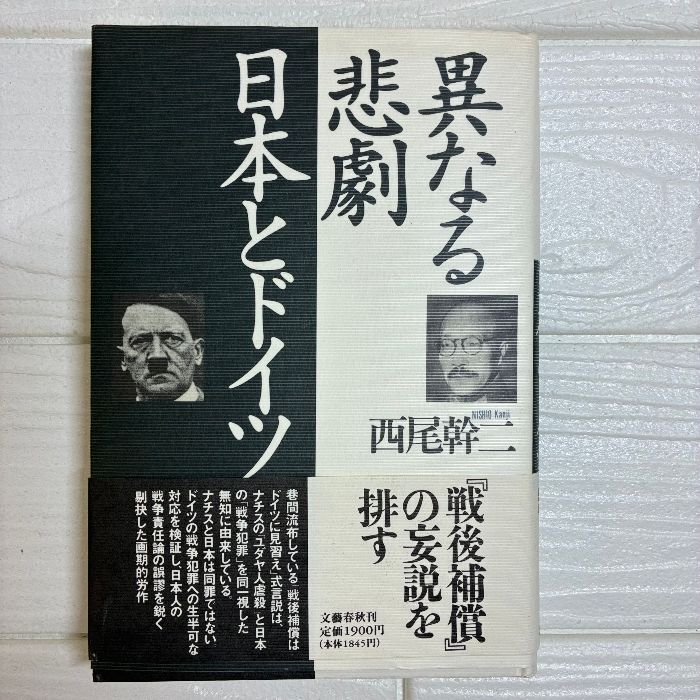 異なる
悲劇
日本とドイツ
NISHIO Kanji
西尾幹二
『戦後補償』
の妄説を
排す
文藝春秋刊
定価1900円
(本体1845円)
巷間流布している「戦後補償は
ドイツに見習え」式言説は、
ナチスの「ユダヤ人虐殺」と日本
の「戦争犯罪」を同一視した
無知に由来している。
ナチスと日本は同罪ではない。
ドイツの戦争犯罪への生半可な
対応を検証し、日本人の
戦争責任論の誤謬を鋭く
剔抉した画期的労作